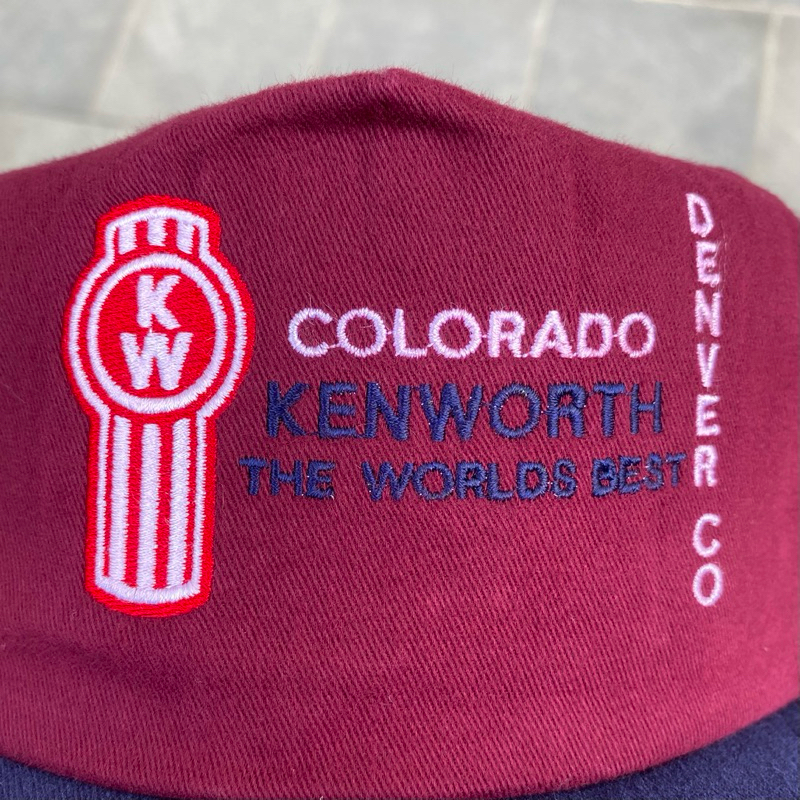 KW
COLORADO
KENWORTH
THE WORLDS BEST
DENVER CO